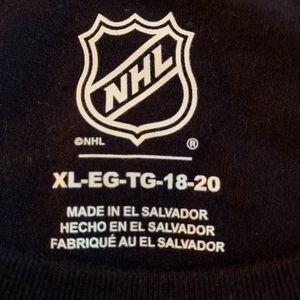 NHL
©NHL ®
XL-EG-TG-18-20
MADE IN EL SALVADOR
HECHO EN EL SALVADOR
FABRIQUÉ AU EL SALVADOR